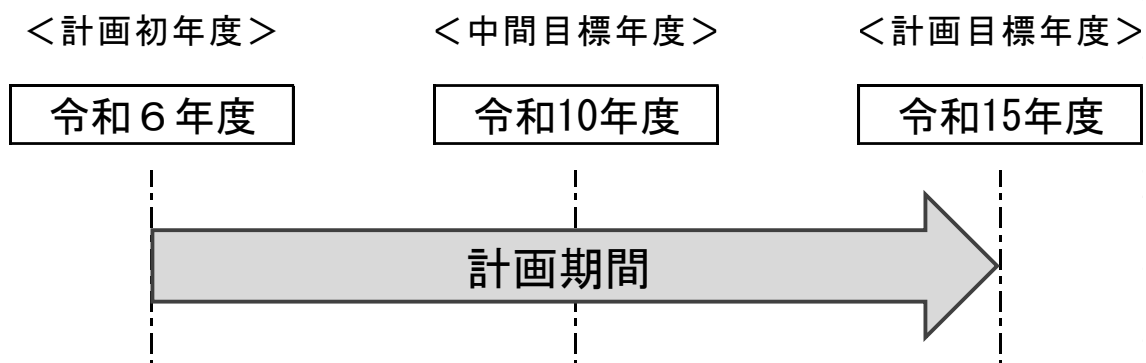 ＜計画初年度＞
＜中間目標年度＞
＜計画目標年度＞
令和６年度
令和10年度
令和15年度
計画期間